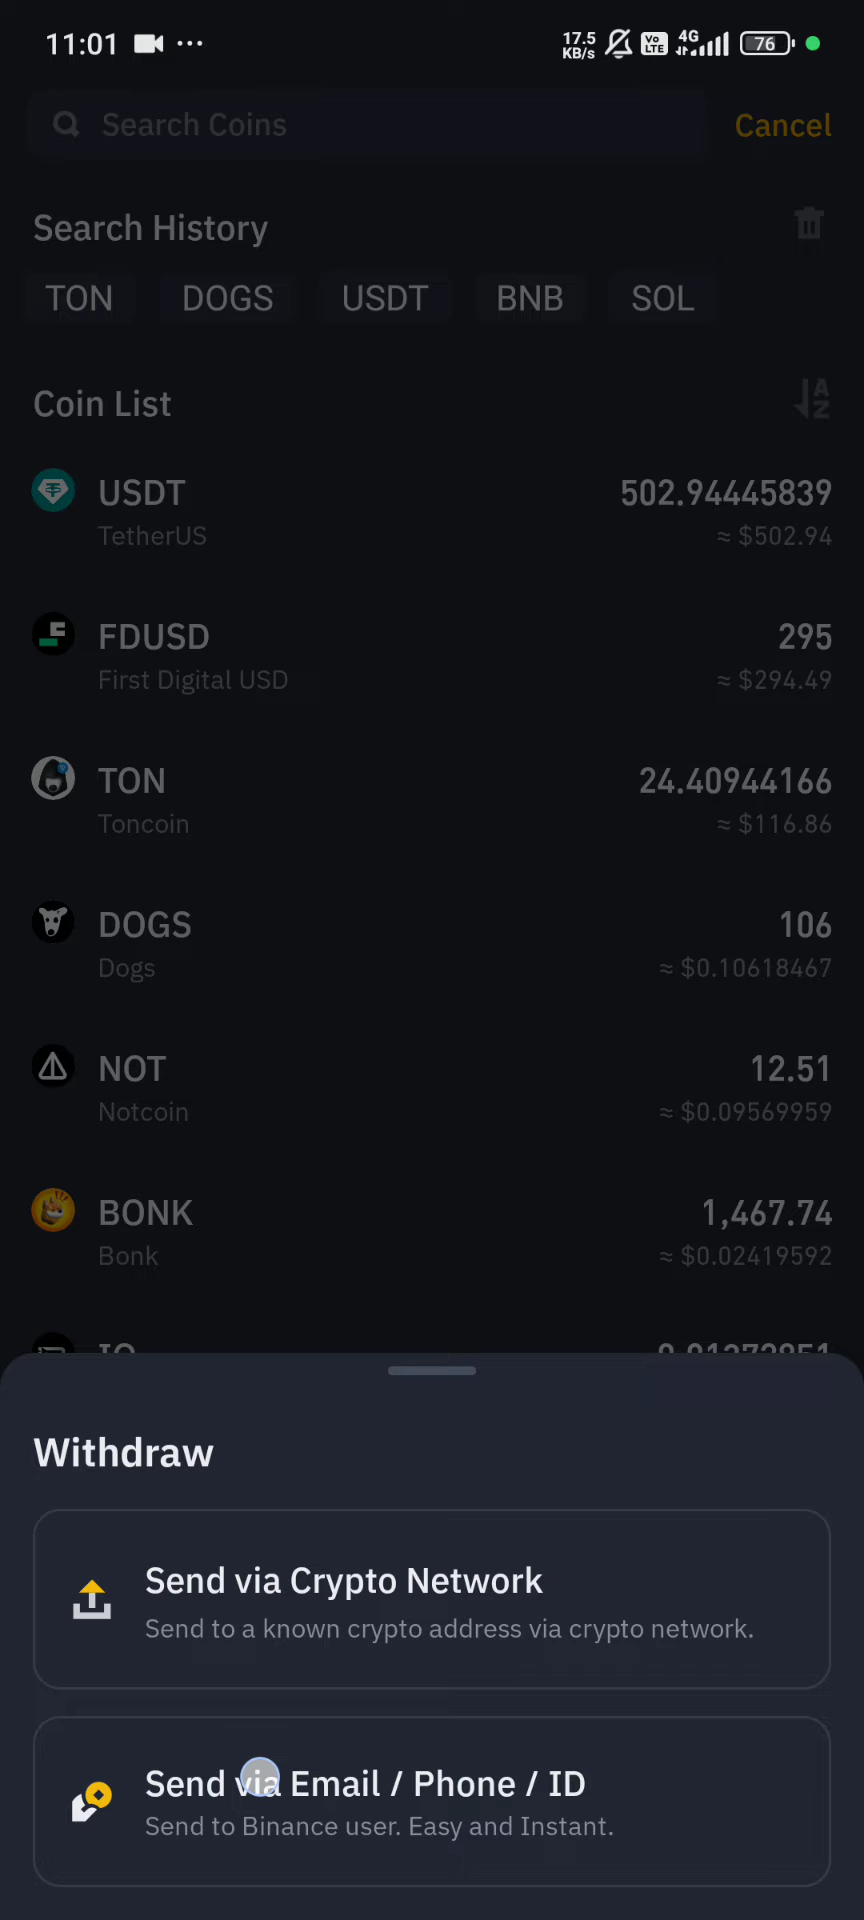 11:01
17.5 KB/s Vo LTE 4G 76
Search Coins
Cancel
Search History
TON DOGS USDT BNB SOL
Coin List
A Z
USDT 502.94445839
TetherUS ≈ $502.94
FDUSD 295
First Digital USD ≈ $294.49
TON 24.40944166
Toncoin ≈ $116.86
DOGS 106
Dogs ≈ $0.10618467
NOT 12.51
Notcoin ≈ $0.09569959
BONK 1,467.74
Bonk ≈ $0.02419592
Withdraw
Send via Crypto Network
Send to a known crypto address via crypto network.
Send via Email / Phone / ID
Send to Binance user. Easy and Instant.